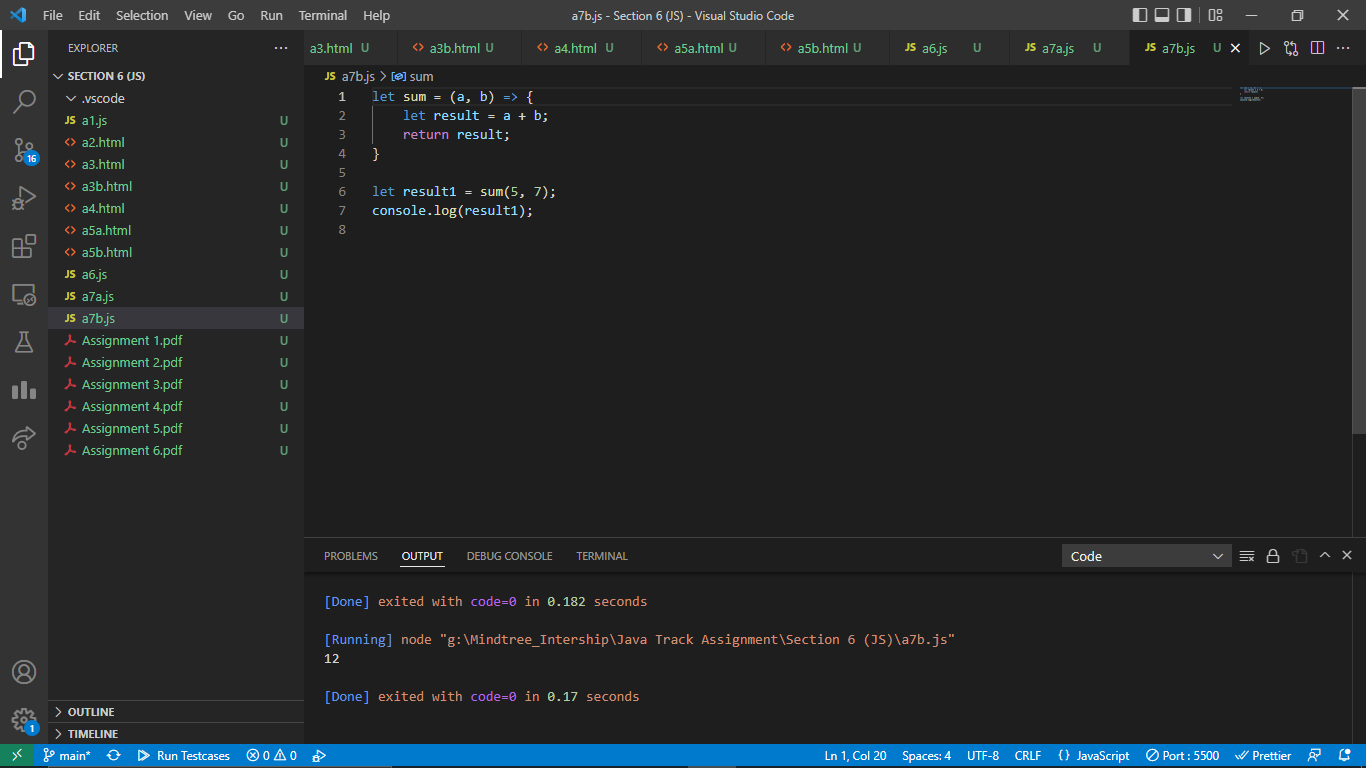 File Edit Selection View Go Run Terminal Help a7b.js - Section 6 (JS) - Visual Studio Code
EXPLORER ···
a3.html U <> a3b.html U <> a4.html U <> a5a.html U <> a5b.html U JS a6.js U JS a7a.js U JS a7b.js U
JS a7b.js > sum
SECTION 6 (JS)
.vscode
JS a1.js U
<> a2.html U
<> a3.html U
<> a3b.html U
<> a4.html U
<> a5a.html U
<> a5b.html U
JS a6.js U
JS a7a.js U
JS a7b.js U
Assignment 1.pdf U
Assignment 2.pdf U
Assignment 3.pdf U
Assignment 4.pdf U
Assignment 5.pdf U
Assignment 6.pdf U
16
1
OUTLINE
TIMELINE
1 let sum = (a, b) => {
2 let result = a + b;
3 return result;
4 }
5
6 let result1 = sum(5, 7);
7 console.log(result1);
8
PROBLEMS OUTPUT DEBUG CONSOLE TERMINAL Code
[Done] exited with code=0 in 0.182 seconds
[Running] node "g:\Mindtree_Intership\Java Track Assignment\Section 6 (JS)\a7b.js"
12
[Done] exited with code=0 in 0.17 seconds
main* Run Testcases 0 0 Ln 1, Col 20 Spaces: 4 UTF-8 CRLF {} JavaScript Port : 5500 Prettier